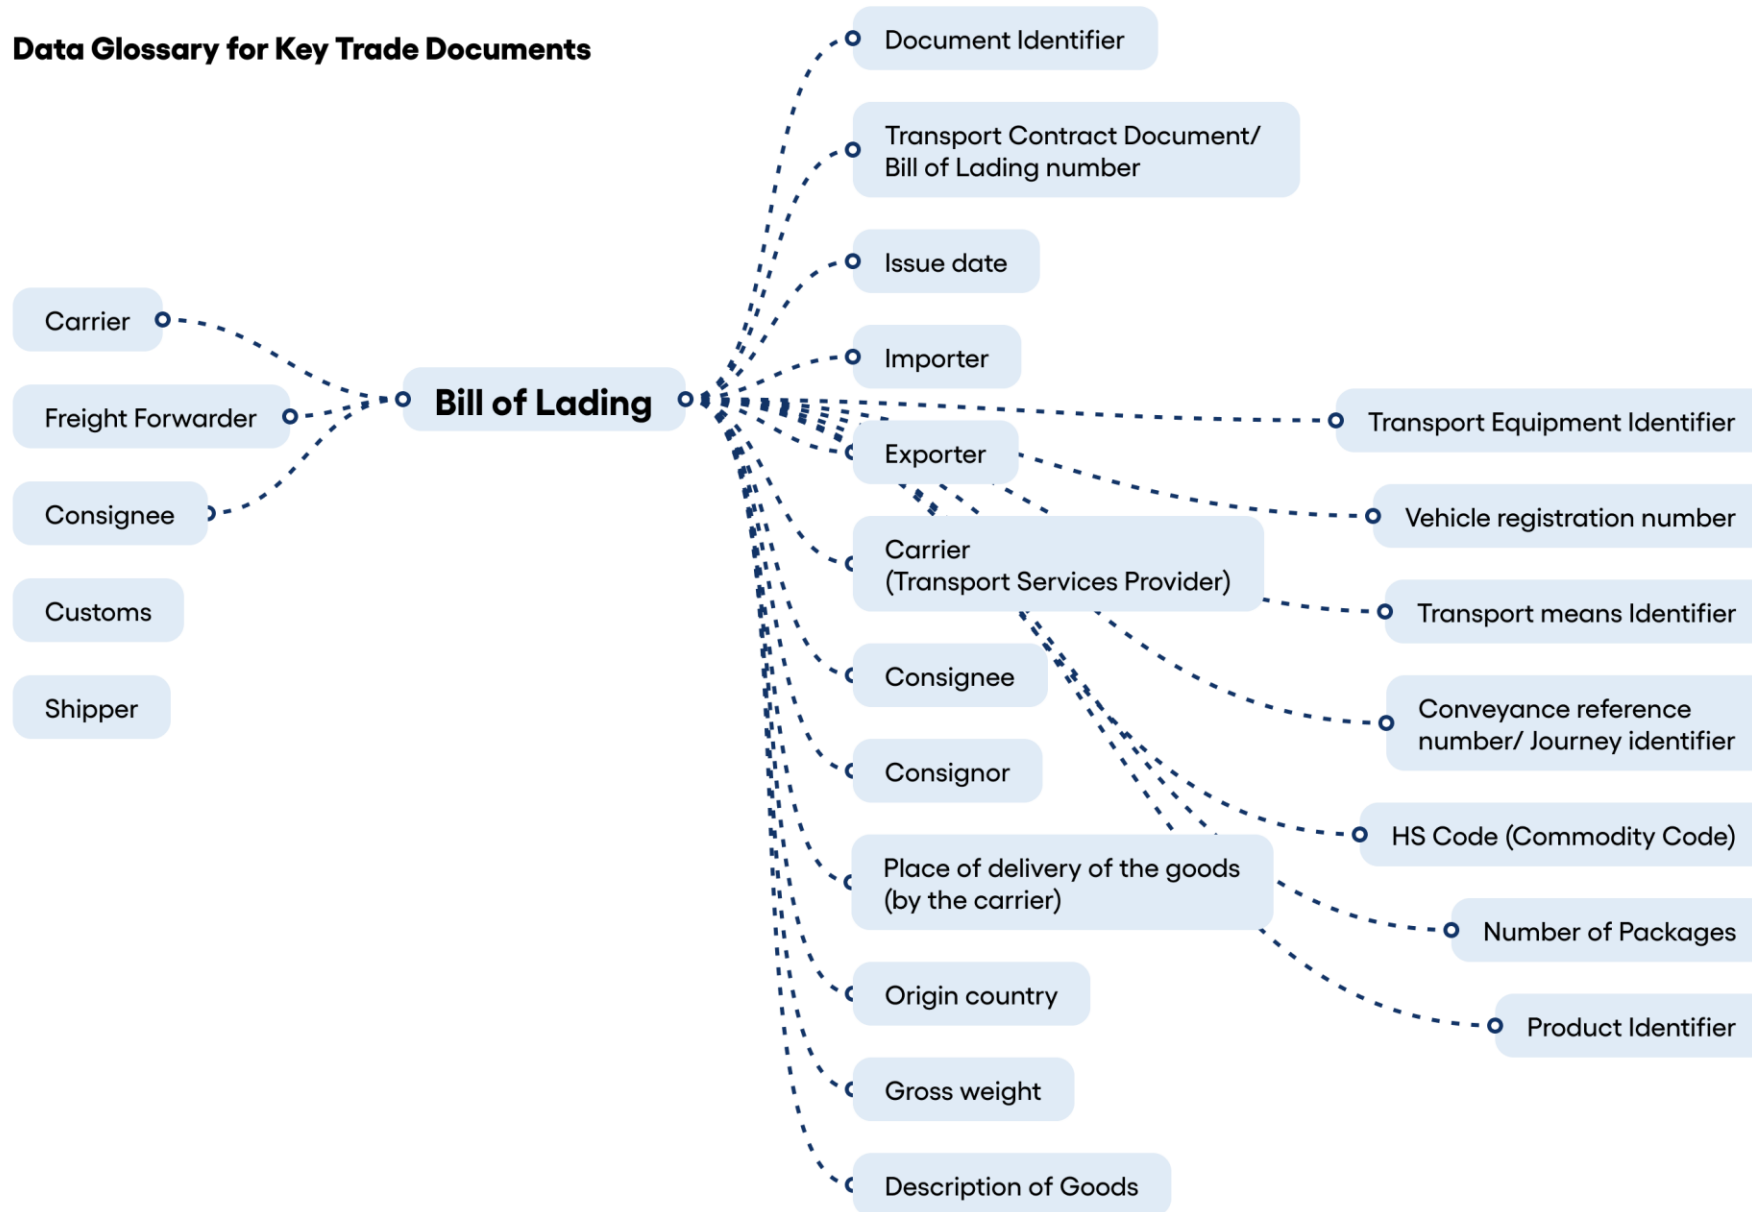 Data Glossary for Key Trade Documents
Carrier
Freight Forwarder
Consignee
Customs
Shipper
Bill of Lading
Document Identifier
Transport Contract Document/
Bill of Lading number
Issue date
Importer
Exporter
Carrier
(Transport Services Provider)
Consignee
Consignor
Place of delivery of the goods
(by the carrier)
Origin country
Gross weight
Description of Goods
Transport Equipment Identifier
Vehicle registration number
Transport means Identifier
Conveyance reference
number/ Journey identifier
HS Code (Commodity Code)
Number of Packages
Product Identifier